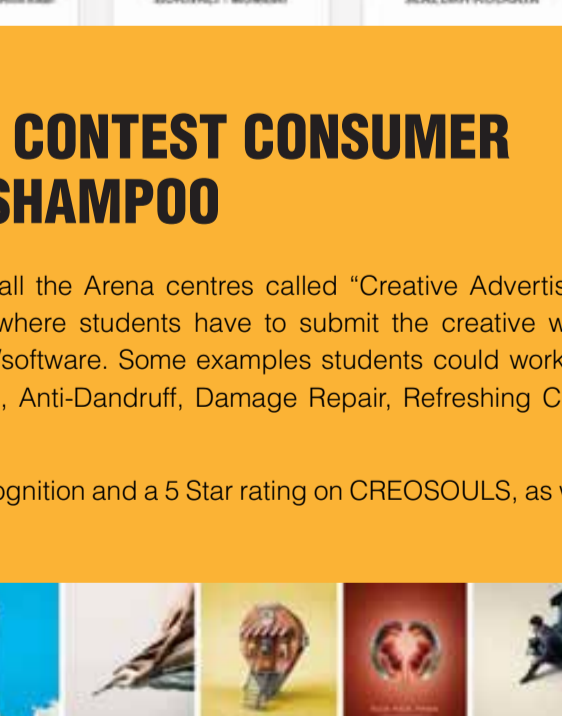 CONTEST CONSUMER
SHAMPOO
all the Arena centres called “Creative Advertis
where students have to submit the creative w
/software. Some examples students could work
, Anti-Dandruff, Damage Repair, Refreshing C
ognition and a 5 Star rating on CREOSOULS, as w